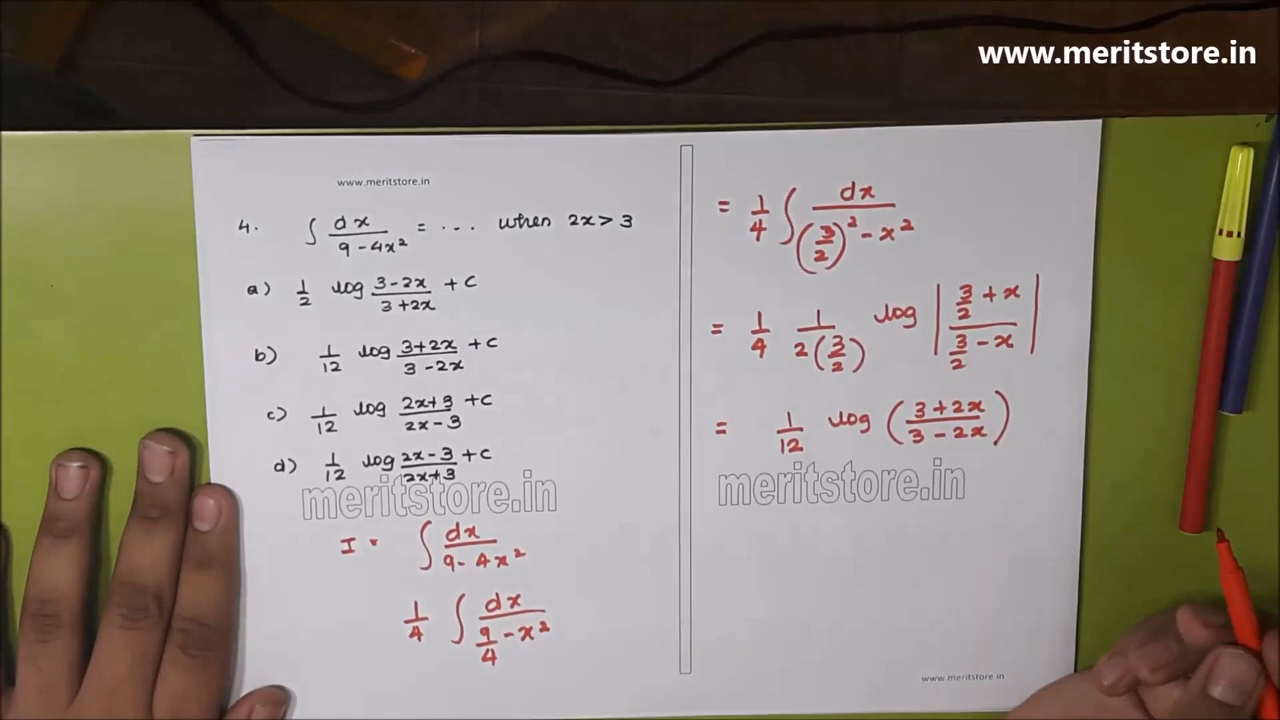 www.meritstore.in
www.meritstore.in
4. ∫ dx / 9 - 4x² = ... when 2x > 3
a) 1/2 log 3-2x / 3+2x + c
b) 1/12 log 3+2x / 3-2x + c
c) 1/12 log 2x+3 / 2x-3 + c
d) 1/12 log 2x-3 / 2x+3 + c
meritstore.in
I = ∫ dx / 9 - 4x²
1/4 ∫ dx / 9/4 - x²
= 1/4 ∫ dx / (3/2)² - x²
= 1/4 1/2(3/2) log | 3/2 + x / 3/2 - x |
= 1/12 log ( 3+2x / 3-2x )
meritstore.in
www.meritstore.in